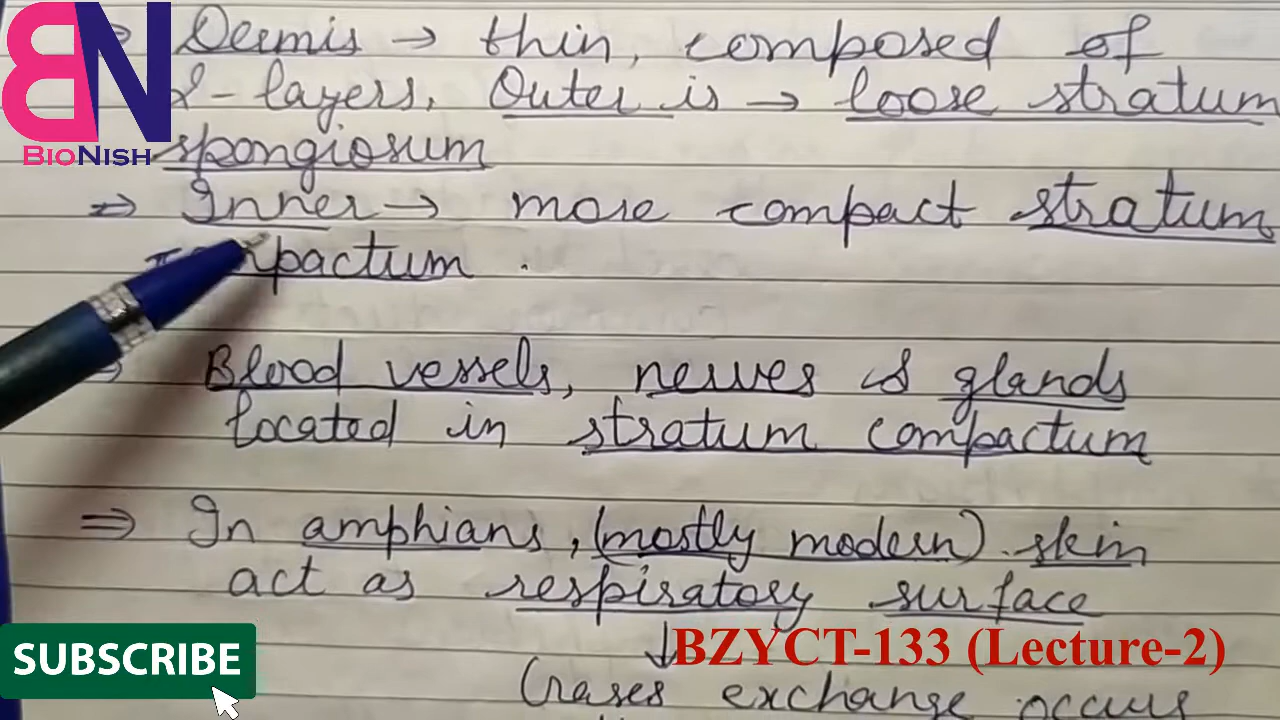 Dermis → thin, composed of
2-layers, Outer is → loose stratum
spongiosum
⇒ Inner → more compact stratum
compactum.
Blood vessels, nerves & glands
located in stratum compactum
⇒ In amphians, (mostly modern) skin
act as respiratory surface
↓
Gases exchange occurs
BN
BIONISH
SUBSCRIBE
BZYCT-133 (Lecture-2)